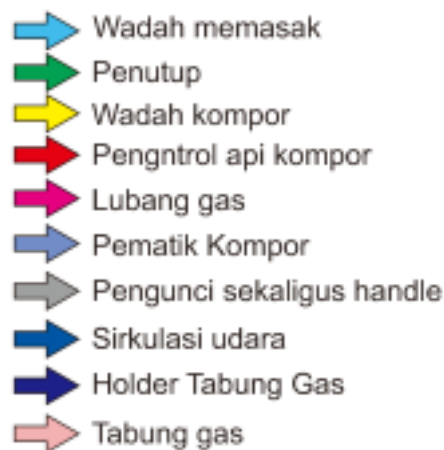 Wadah memasak
Penutup
Wadah kompor
Pengntrol api kompor
Lubang gas
Pematik Kompor
Pengunci sekaligus handle
Sirkulasi udara
Holder Tabung Gas
Tabung gas